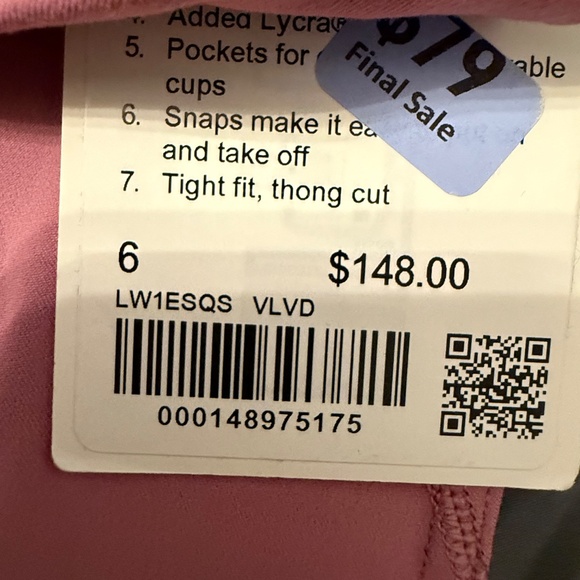 4. Added Lycra®
5. Pockets for able
cups
6. Snaps make it ea
and take off
7. Tight fit, thong cut
$79
Final Sale
6 $148.00
LW1ESQS VLVD
000148975175